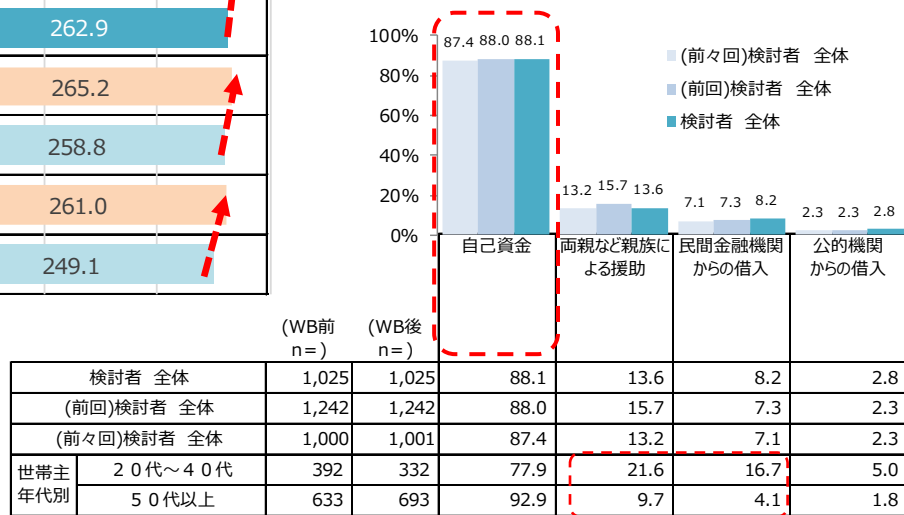 262.9
265.2
258.8
261.0
249.1
100%
80%
60%
40%
20%
0%
87.4 88.0 88.1
13.2 15.7 13.6
7.1 7.3 8.2
2.3 2.3 2.8
(前々回)検討者 全体
(前回)検討者 全体
検討者 全体
自己資金
両親など親族に
よる援助
民間金融機関
からの借入
公的機関
からの借入
(WB前
n=)
(WB後
n=)
検討者 全体 1,025 1,025 88.1 13.6 8.2 2.8
(前回)検討者 全体 1,242 1,242 88.0 15.7 7.3 2.3
(前々回)検討者 全体 1,000 1,001 87.4 13.2 7.1 2.3
世帯主
年代別
20代~40代 392 332 77.9 21.6 16.7 5.0
50代以上 633 693 92.9 9.7 4.1 1.8